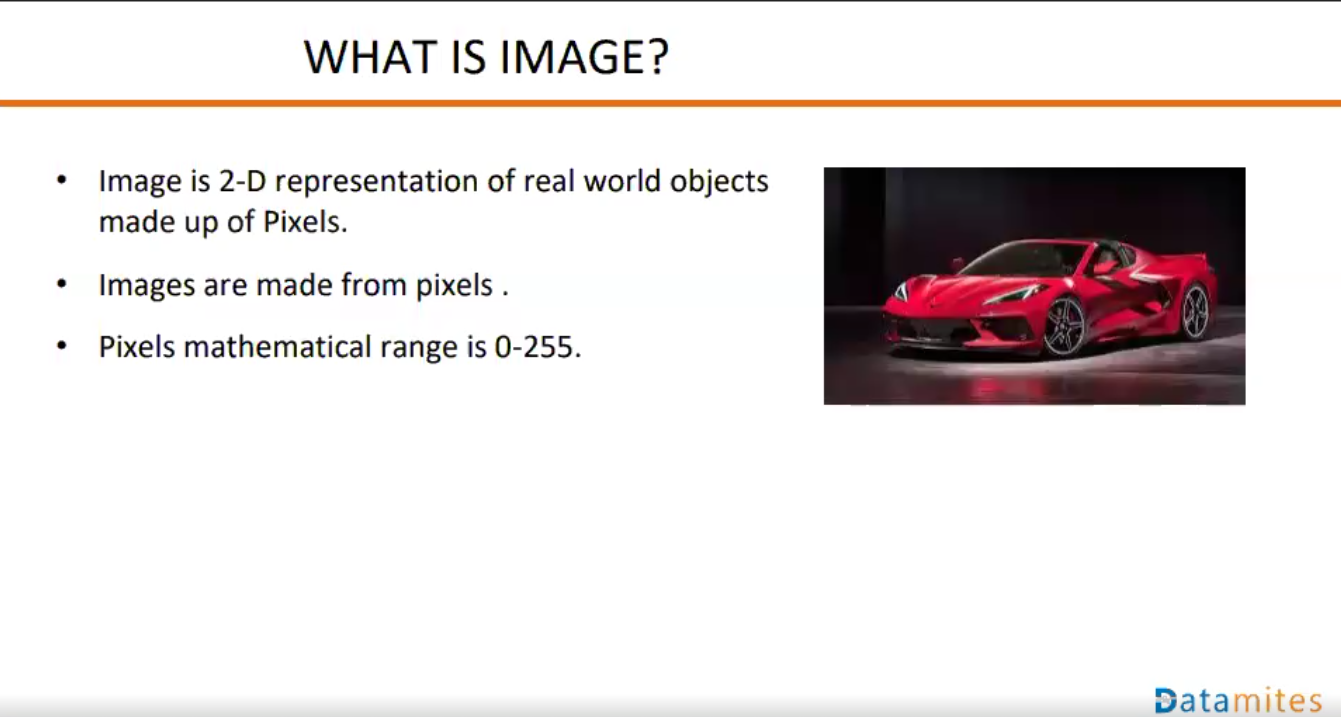 WHAT IS IMAGE?
• Image is 2-D representation of real world objects
made up of Pixels.
• Images are made from pixels .
• Pixels mathematical range is 0-255.
Datamites